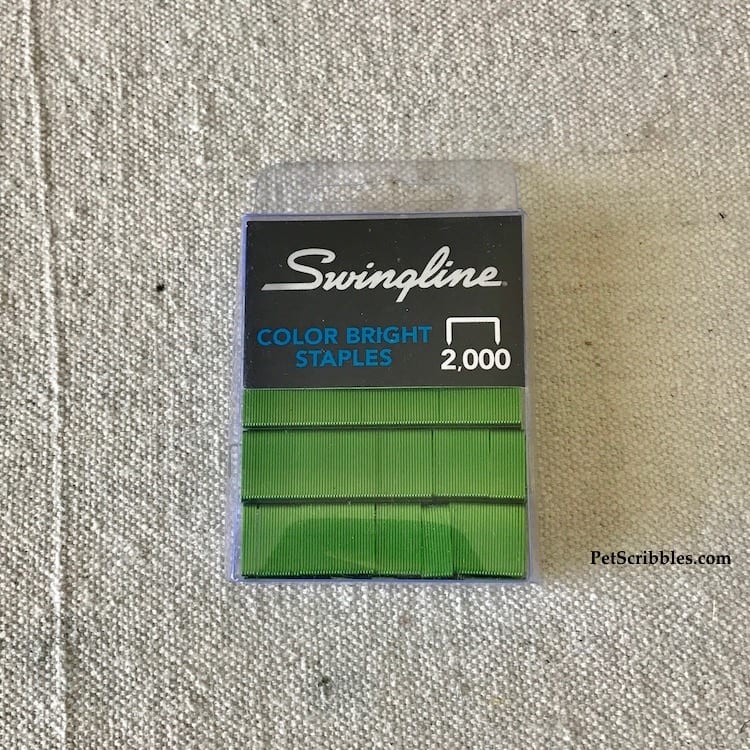 Swingline
COLOR BRIGHT
STAPLES
2,000
PetScribbles.com